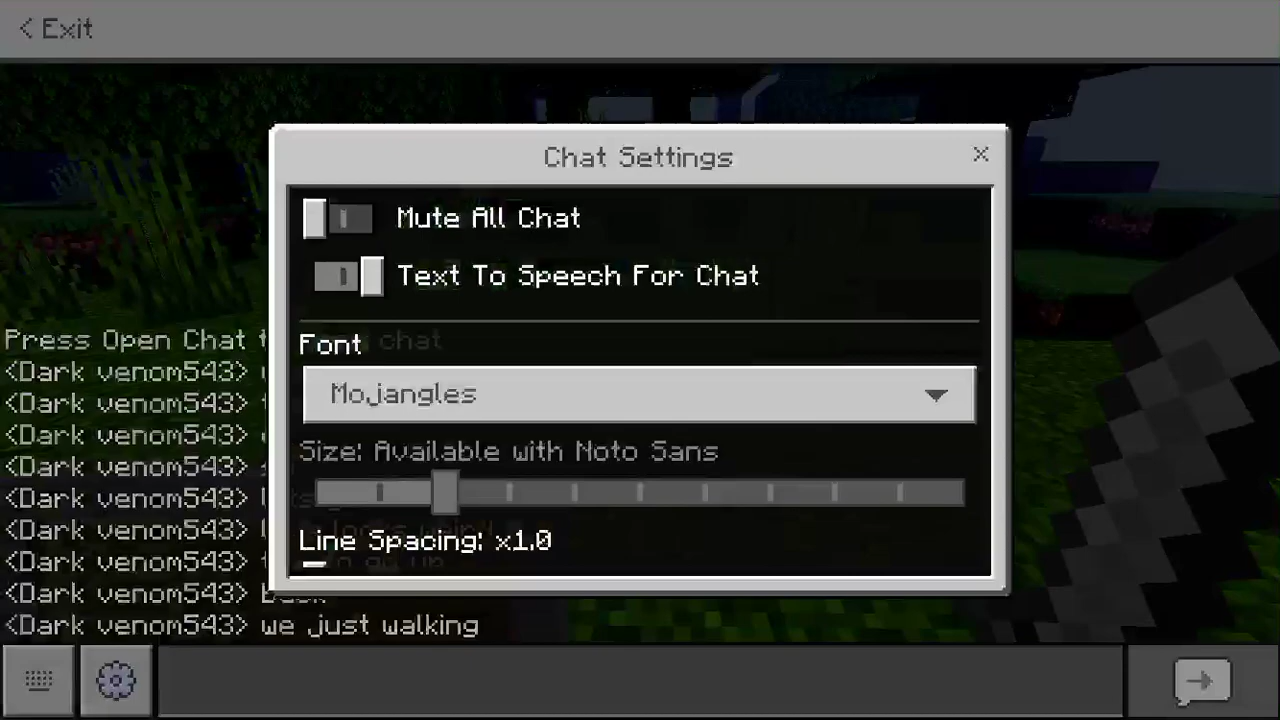 < Exit
Chat Settings
Mute All Chat
Text To Speech For Chat
Press Open Chat chat
Font
<Dark venom543>
Mojangles
<Dark venom543>
<Dark venom543>
Size: Available with Noto Sans
<Dark venom543>
<Dark venom543>
<Dark venom543>
Line Spacing: x1.0
<Dark venom543>
<Dark venom543> back
<Dark venom543> we just walking